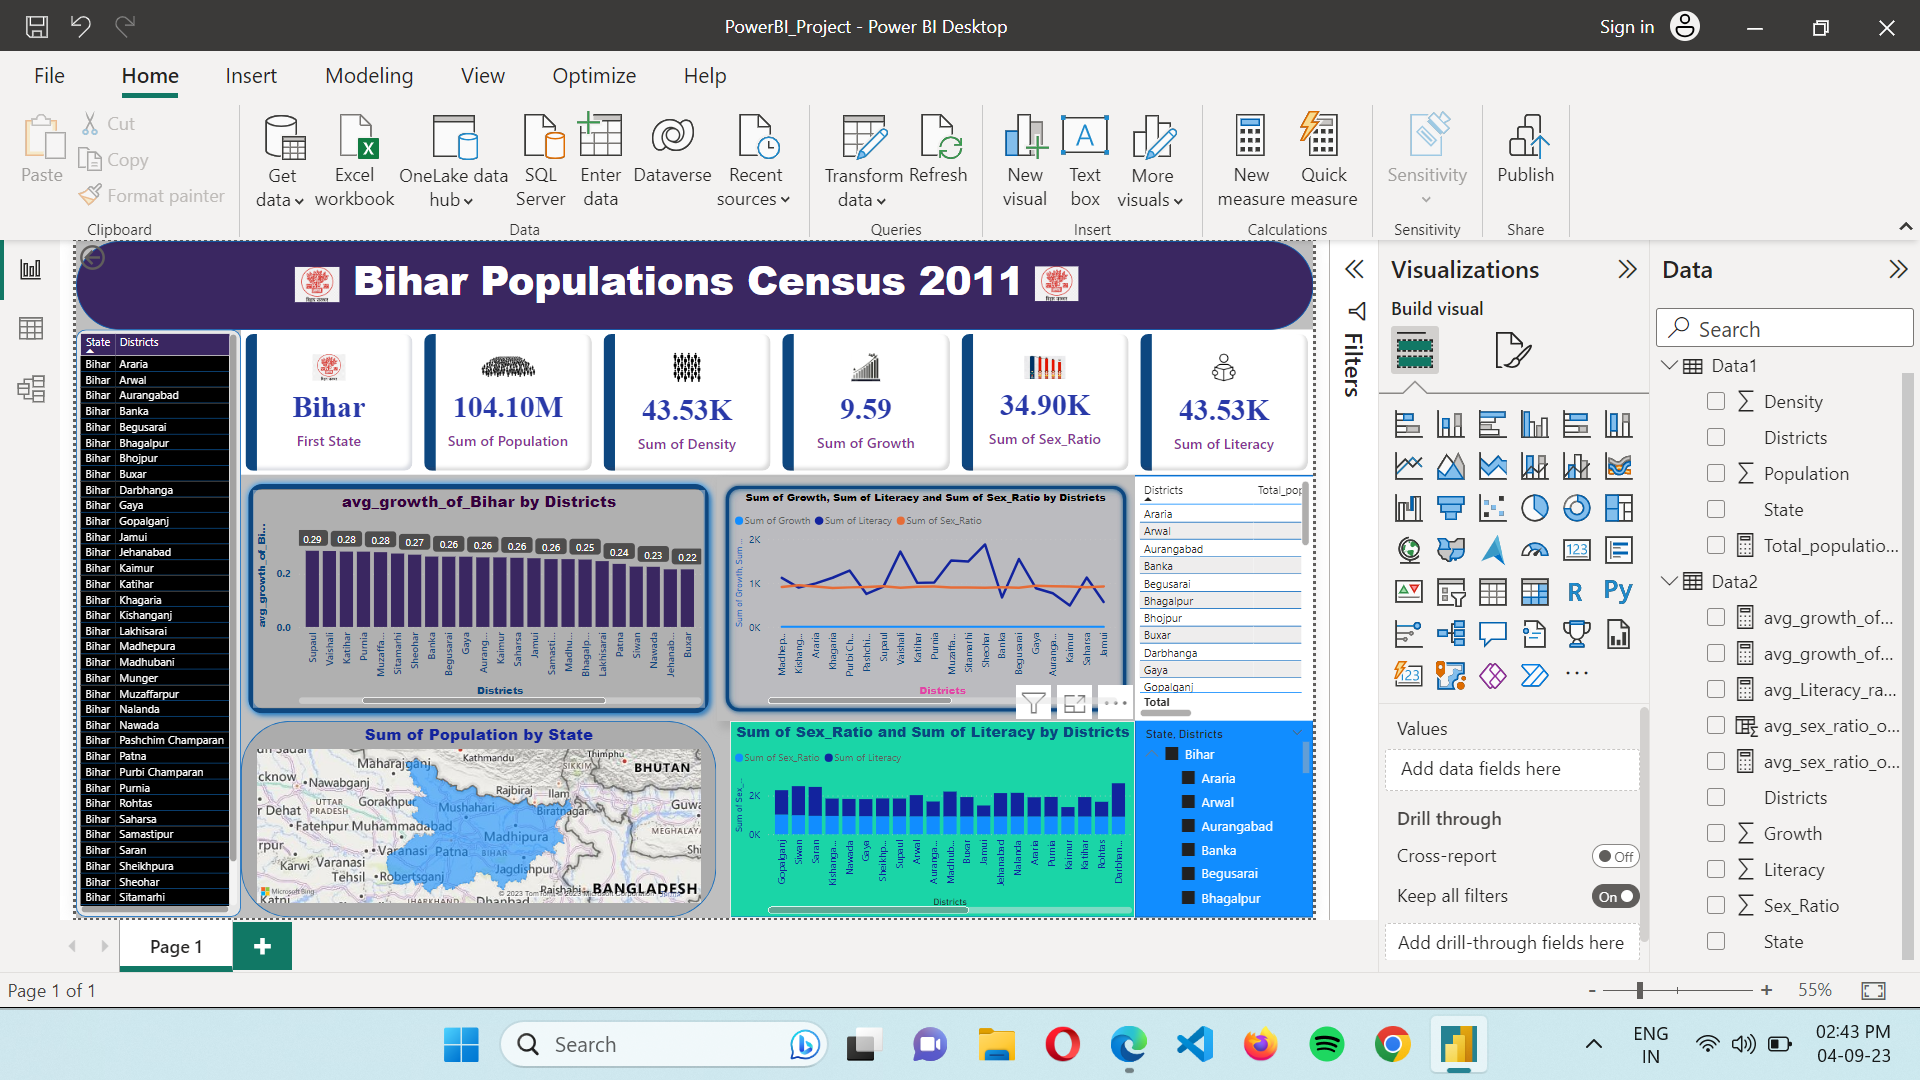 PowerBI_Project - Power BI Desktop
Sign in
File Home Insert Modeling View Optimize Help
Paste
Cut
Copy
Format painter
Clipboard
Get data
Excel workbook
OneLake data hub
SQL Server
Enter data
Dataverse
Recent sources
Data
Transform data
Refresh
Queries
New visual
Text box
More visuals
Insert
New measure
Quick measure
Calculations
Sensitivity
Sensitivity
Publish
Share
Bihar Populations Census 2011
State Districts
Bihar Araria
Bihar Arwal
Bihar Aurangabad
Bihar Banka
Bihar Begusarai
Bihar Bhagalpur
Bihar Bhojpur
Bihar Buxar
Bihar Darbhanga
Bihar Gaya
Bihar Gopalganj
Bihar Jamui
Bihar Jehanabad
Bihar Kaimur
Bihar Katihar
Bihar Khagaria
Bihar Kishanganj
Bihar Lakhisarai
Bihar Madhepura
Bihar Madhubani
Bihar Munger
Bihar Muzaffarpur
Bihar Nalanda
Bihar Nawada
Bihar Pashchim Champaran
Bihar Patna
Bihar Purbi Champaran
Bihar Purnia
Bihar Rohtas
Bihar Saharsa
Bihar Samastipur
Bihar Saran
Bihar Sheikhpura
Bihar Sheohar
Bihar Sitamarhi
Bihar
First State
104.10M
Sum of Population
43.53K
Sum of Density
9.59
Sum of Growth
34.90K
Sum of Sex_Ratio
43.53K
Sum of Literacy
avg_growth_of_Bihar by Districts
avg_growth_of_Bi...
0.29 0.28 0.28 0.27 0.26 0.26 0.26 0.26 0.25 0.24 0.23 0.22
0.2
0.0
Supaul Vaishali Katihar Purnia Muzaffa... Sitamarhi Sheohar Banka Begusarai Gaya Aurang... Kaimur Saharsa Jamui Samasti... Madhu... Bhagalp... Lakhisarai Patna Siwan Nawada Jehanab... Buxar
Districts
Sum of Growth, Sum of Literacy and Sum of Sex_Ratio by Districts
Sum of Growth Sum of Literacy Sum of Sex_Ratio
Sum of Growth, Sum ...
2K
1K
0K
Madhep... Kishang... Araria Khagaria Purbi Ch... Pashchi... Supaul Vaishali Katihar Purnia Muzaffa... Sitamarhi Sheohar Banka Begusarai Gaya Auranga... Kaimur Saharsa Jamui
Districts
Districts Total_pop
Araria
Arwal
Aurangabad
Banka
Begusarai
Bhagalpur
Bhojpur
Buxar
Darbhanga
Gaya
Gopalganj
Total
Sum of Population by State
Maharajganj
Kathmandu
SIKKIM
Thimphu
BHUTAN
cknow
Nawabganj
Rajbiraj
Ilam
Guwa
UTTAR PRADESH
Gorakhpur
Mushahari
Biratnagar
Dehat
Fatehpur
Muhammadabad
Madhipura
MEGHALAYA
rpur
Karwi
Varanasi
Varanasi
Patna
BIHAR
Jagdishpur
Tehsil
Robertsganj
Rajshahi
BANGLADESH
Katni
JHARKHAND
Dhanbad
Microsoft Bing
Sum of Sex_Ratio and Sum of Literacy by Districts
Sum of Sex_Ratio Sum of Literacy
Sum of Sex_...
2K
0K
Gopalganj Siwan Saran Kishanga... Nawada Gaya Sheikhp... Supaul Arwal Auranga... Madhub... Buxar Jamui Jehanabad Nalanda Araria Purnia Kaimur Katihar Rohtas Darbhan...
Districts
State, Districts
Bihar
Araria
Arwal
Aurangabad
Banka
Begusarai
Bhagalpur
Filters
Visualizations
Build visual
123
R
Py
123
...
Values
Add data fields here
Drill through
Cross-report Off
Keep all filters On
Add drill-through fields here
Data
Search
Data1
Density
Districts
Population
State
Total_populatio...
Data2
avg_growth_of...
avg_growth_of...
avg_Literacy_ra...
avg_sex_ratio_o...
avg_sex_ratio_o...
Districts
Growth
Literacy
Sex_Ratio
State
Page 1
Page 1 of 1
- + 55%
Search
ENG
IN
02:43 PM
04-09-23